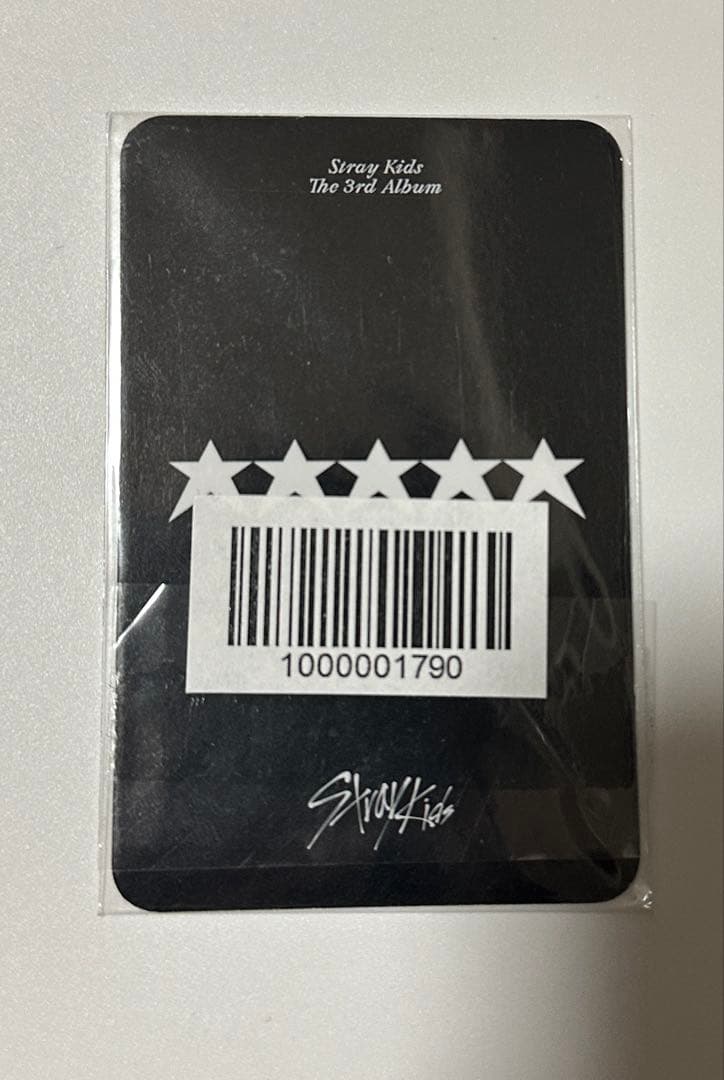 Stray Kids
The 3rd Album
1000001790
Stray Kids